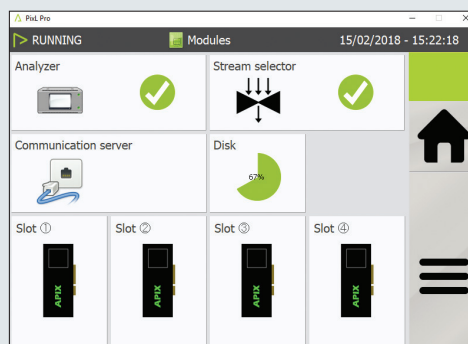 PixL Pro
RUNNING
Modules
15/02/2018 - 15:22:18
Analyzer
Stream selector
Communication server
Disk
67%
Slot ①
Slot ②
Slot ③
Slot ④
APIX
APIX
APIX
APIX